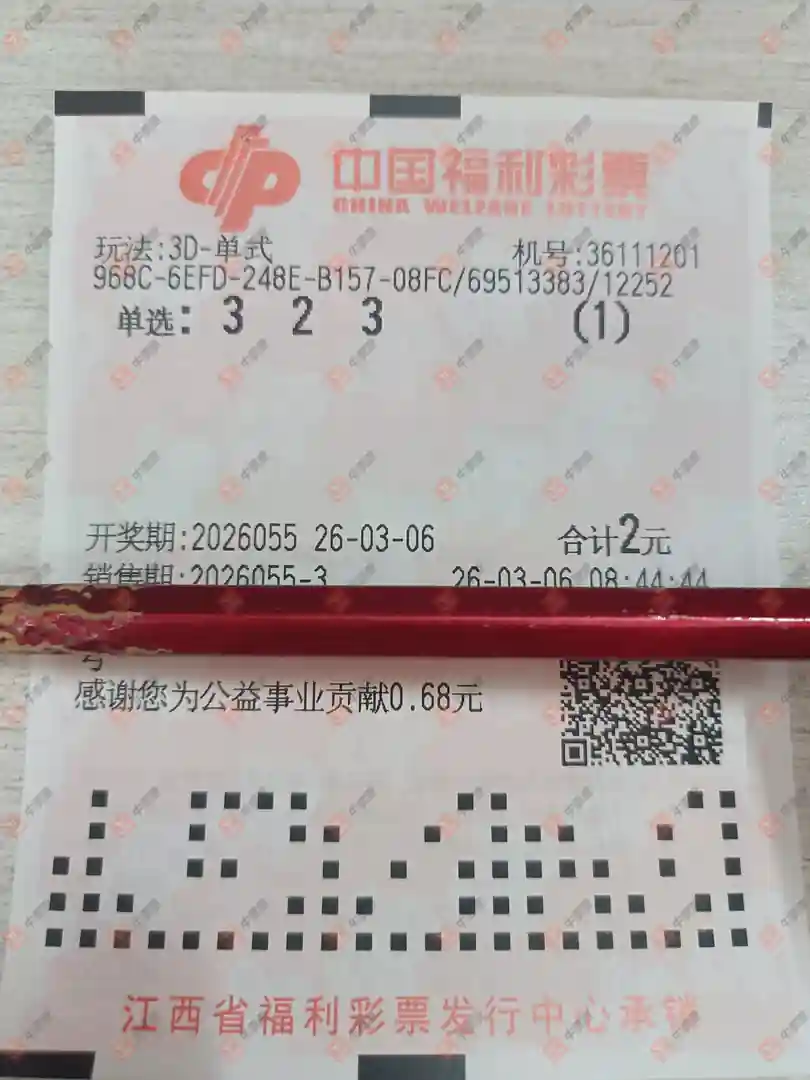 中国福利彩票
CHINA WELFARE LOTTERY
玩法:3D-单式 机号:36111201
968C-6EFD-248E-B157-08FC/69513383/12252
单选: 3 2 3 (1)
开奖期:2026055 26-03-06 合计2元
销售期:2026055-3 26-03-06 08:44:44
感谢您为公益事业贡献0.68元
江西省福利彩票发行中心承销